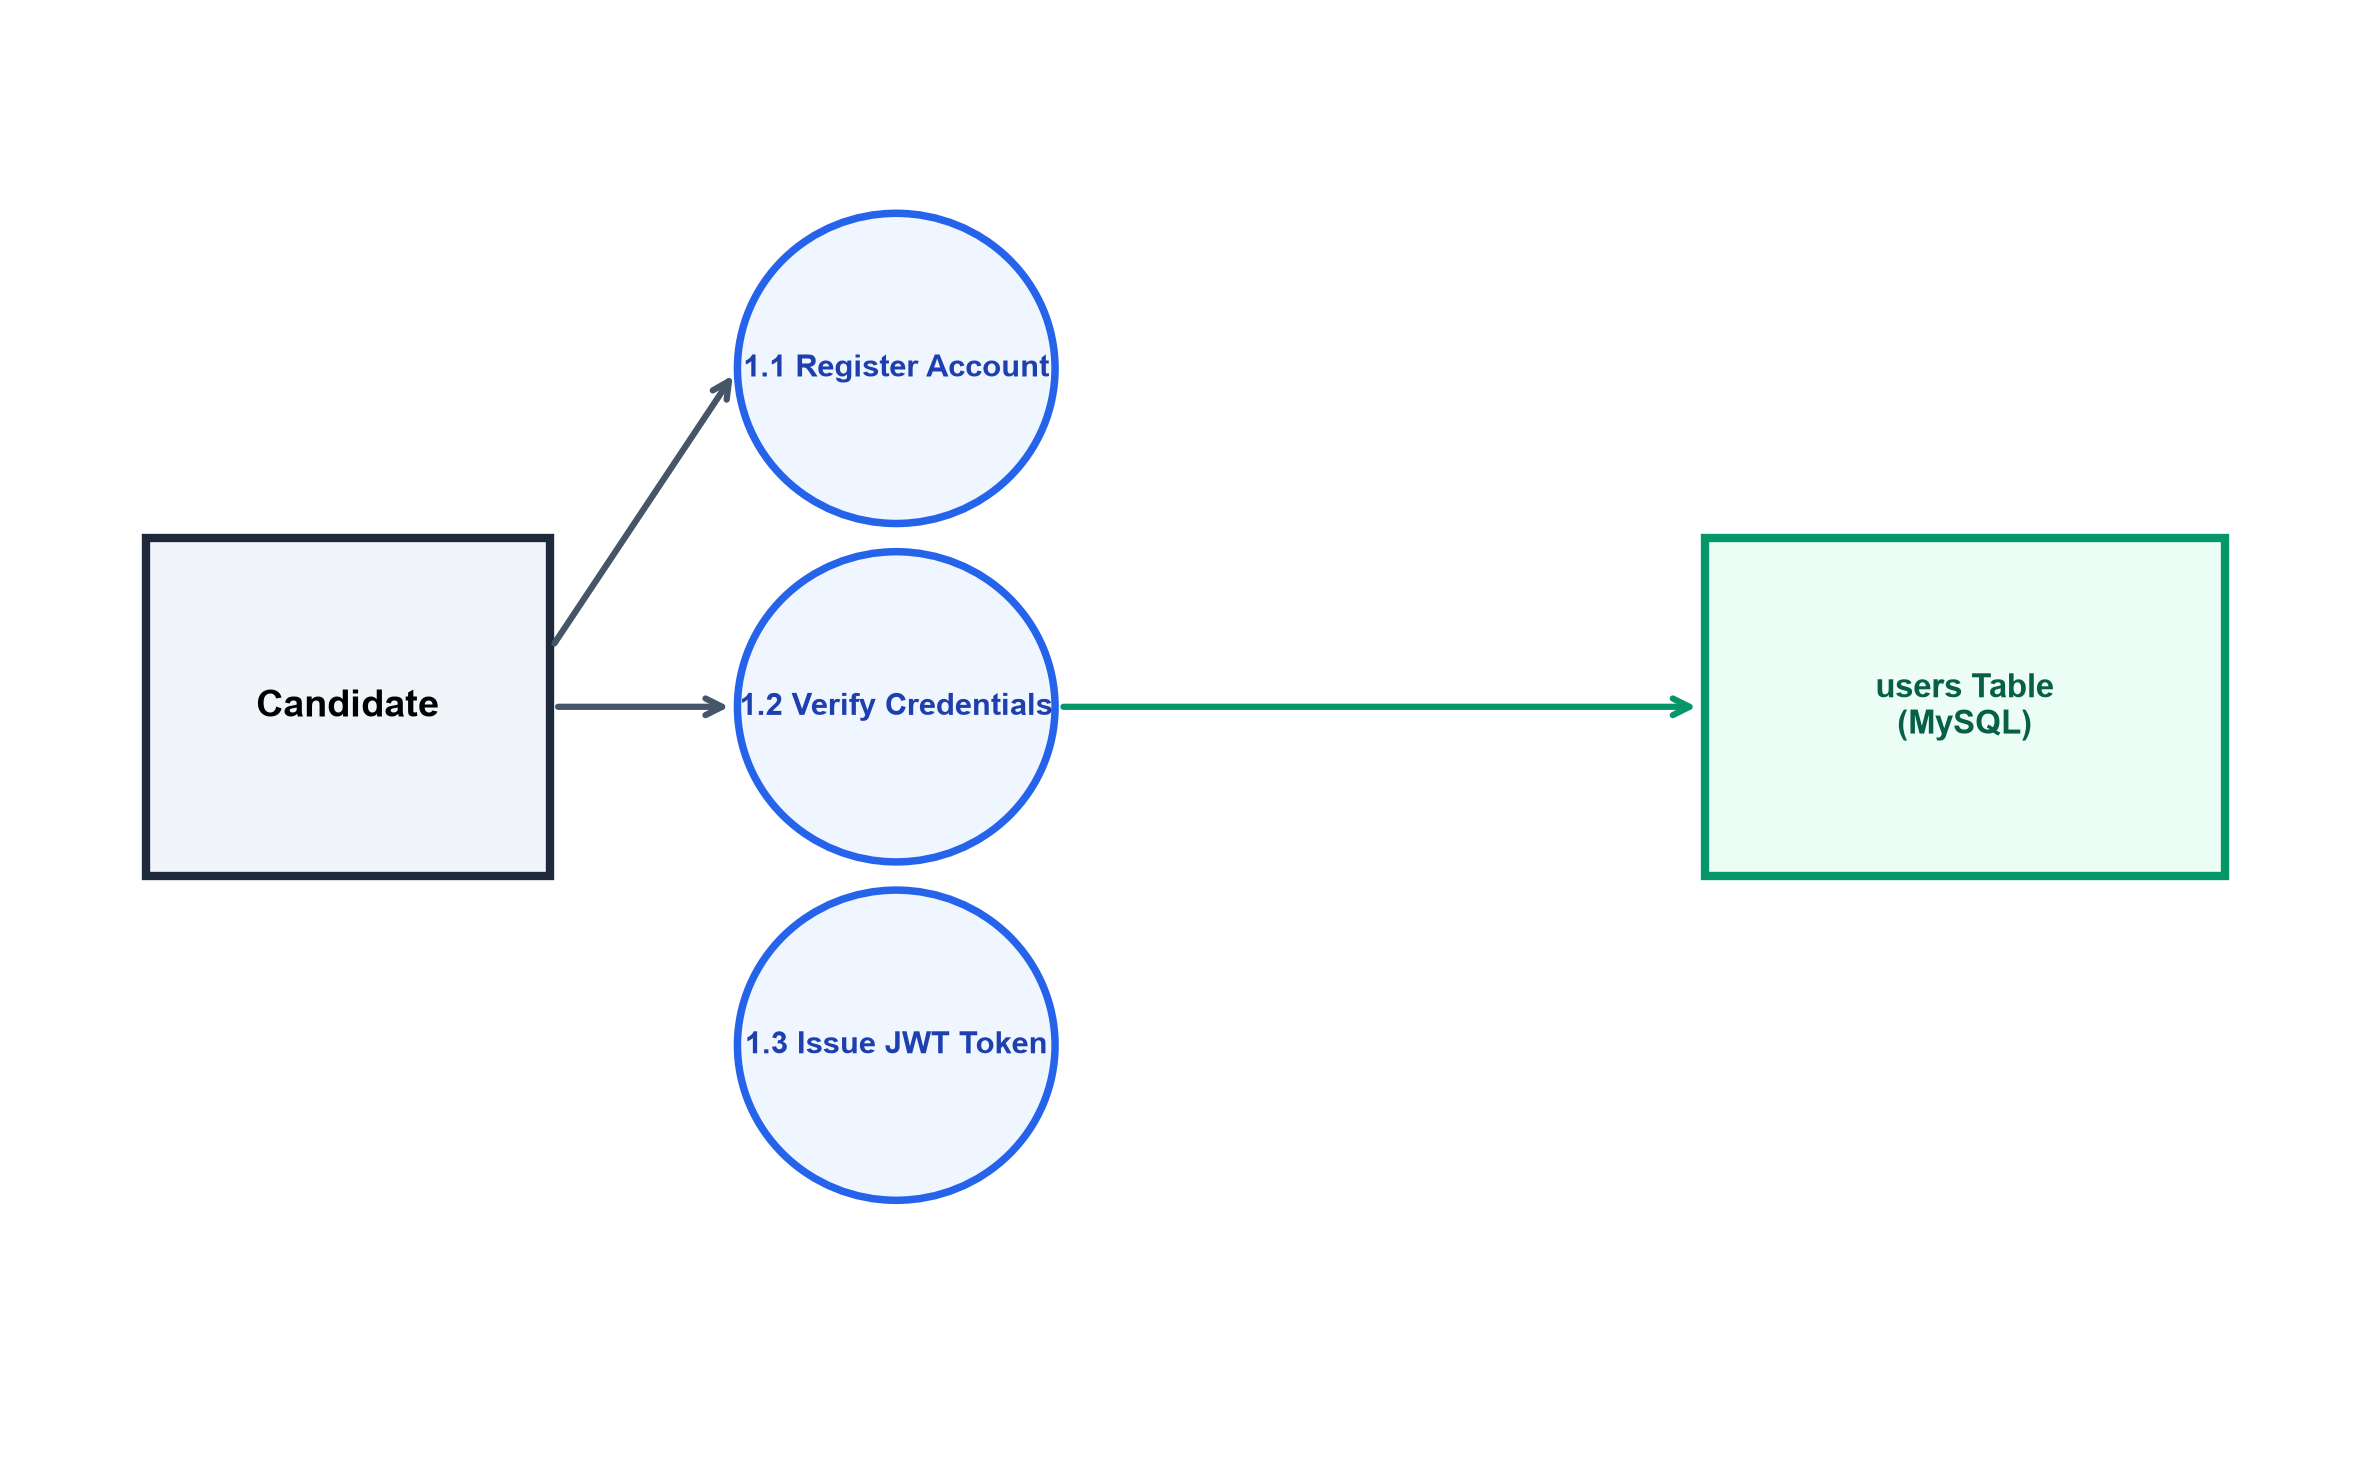 1.1 Register Account
Candidate
1.2 Verify Credentials
users Table
(MySQL)
1.3 Issue JWT Token